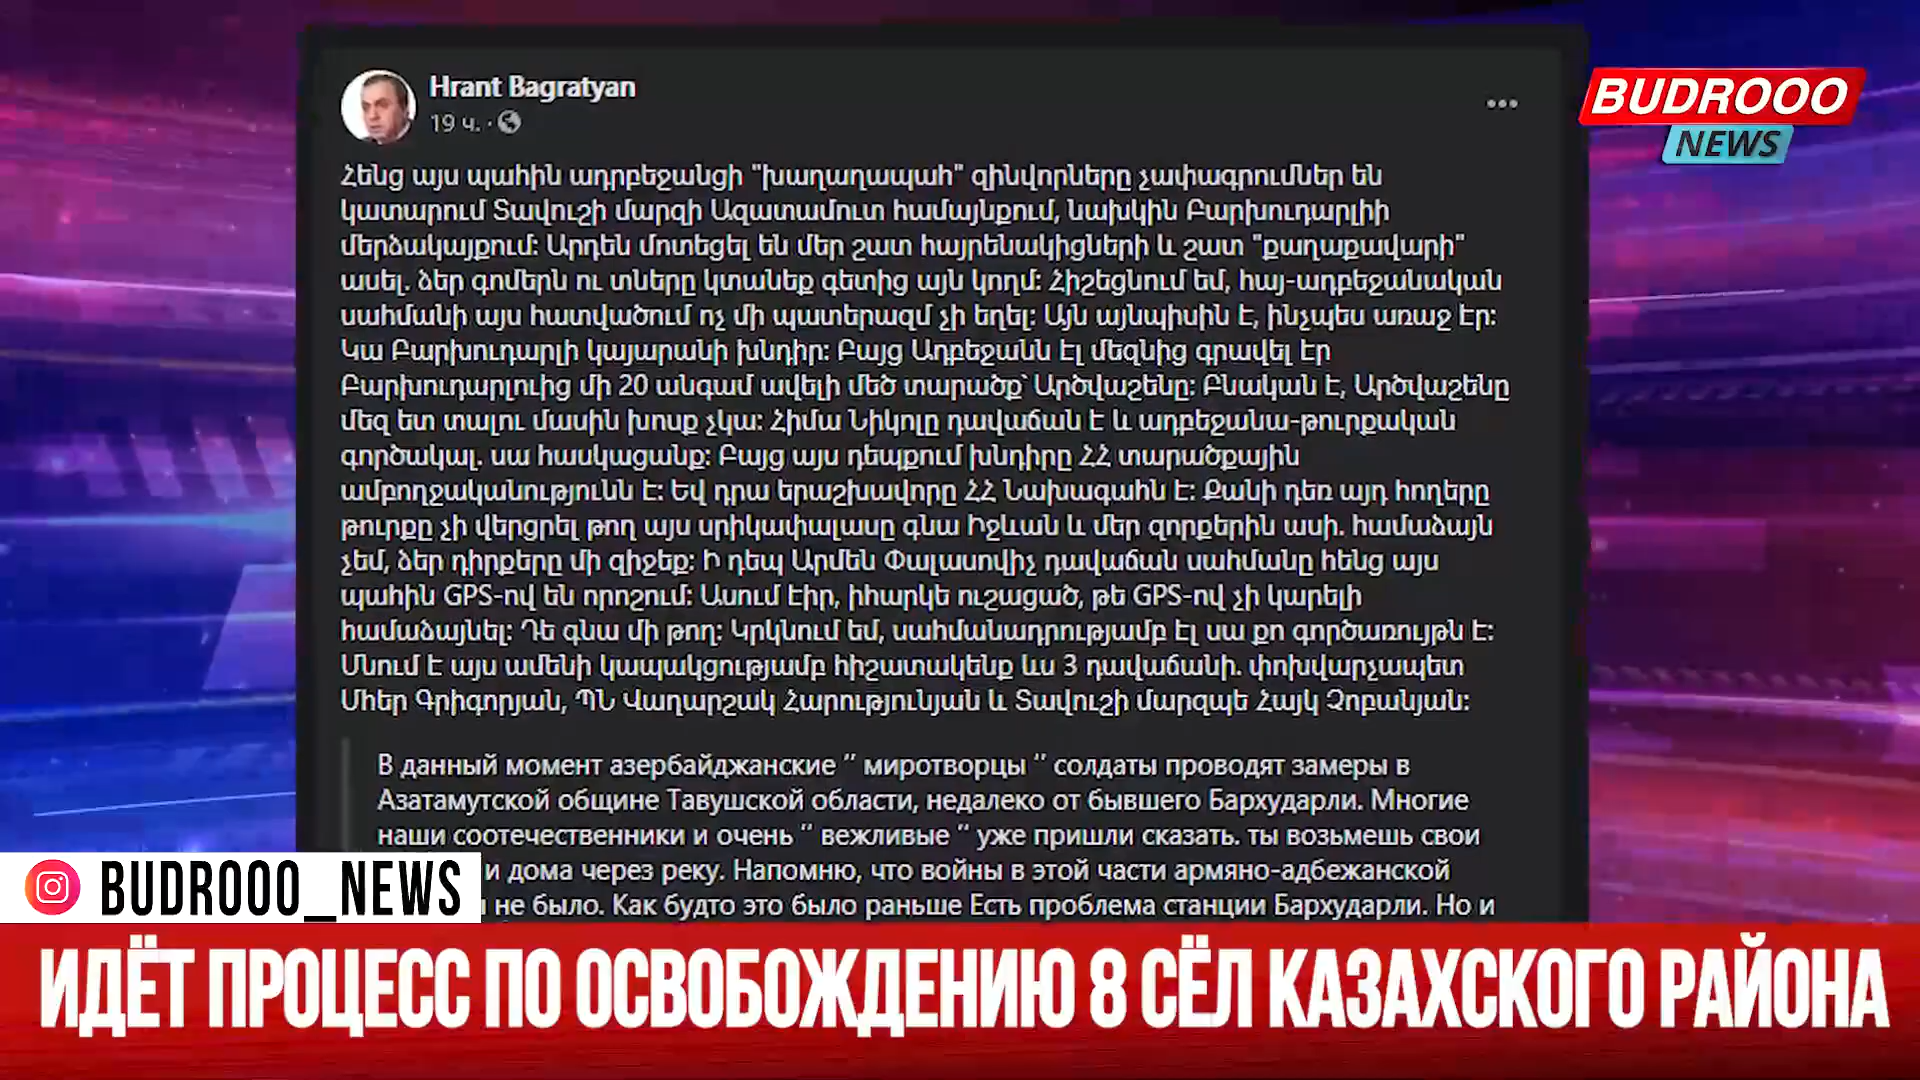 BUDROOO
NEWS
Hrant Bagratyan
19 ч. ·
Հենց այս պահին ադրբեջանցի "խաղաղապահ" զինվորները չափագրումներ են
կատարում Տավուշի մարզի Ազատամուտ համայնքում, նախկին Բարխուդարլիի
մերձակայքում: Արդեն մոտեցել են մեր շատ հայրենակիցների և շատ "քաղաքավարի"
ասել. ձեր գոմերն ու տները կտանեք գետից այն կողմ: Հիշեցնում եմ, հայ-ադբեջանական
սահմանի այս հատվածում ոչ մի պատերազմ չի եղել: Այն այնպիսին է, ինչպես առաջ էր:
Կա Բարխուդարլի կայարանի խնդիր: Բայց Ադբեջանն էլ մեզնից գրավել էր
Բարխուդարլուից մի 20 անգամ ավելի մեծ տարածք՝ Արծվաշենը: Բնական է, Արծվաշենը
մեզ ետ տալու մասին խոսք չկա: Հիմա Նիկոլը դավաճան է և ադբեջանա-թուրքական
գործակալ. սա հասկացանք: Բայց այս դեպքում խնդիրը ՀՀ տարածքային
ամբողջականությունն է: Եվ դրա երաշխավորը ՀՀ Նախագահն է: Քանի դեռ այդ հողերը
թուրքը չի վերցրել թող այս սրիկափալասը գնա Իջևան և մեր զորքերին ասի. համաձայն
չեմ, ձեր դիրքերը մի զիջեք: Ի դեպ Արմեն Փալասովիչ դավաճան սահմանը հենց այս
պահին GPS-ով են որոշում: Ասում էիր, իհարկե ուշացած, թե GPS-ով չի կարելի
համաձայնել: Դե գնա մի թող: Կրկնում եմ, սահմանադրությամբ էլ սա քո գործառույթն է:
Մնում է այս ամենի կապակցությամբ հիշատակենք ևս 3 դավաճանի. փոխվարչապետ
Մհեր Գրիգորյան, ՊՆ Վաղարշակ Հարությունյան և Տավուշի մարզպե Հայկ Չոբանյան:
В данный момент азербайджанские “ миротворцы “ солдаты проводят замеры в
Азатамутской общине Тавушской области, недалеко от бывшего Бархударли. Многие
наши соотечественники и очень “ вежливые “ уже пришли сказать. ты возьмешь свои
и дома через реку. Напомню, что войны в этой части армяно-адбежанской
не было. Как будто это было раньше Есть проблема станции Бархударли. Но и
BUDROOO_NEWS
ИДЁТ ПРОЦЕСС ПО ОСВОБОЖДЕНИЮ 8 СЁЛ КАЗАХСКОГО РАЙОНА